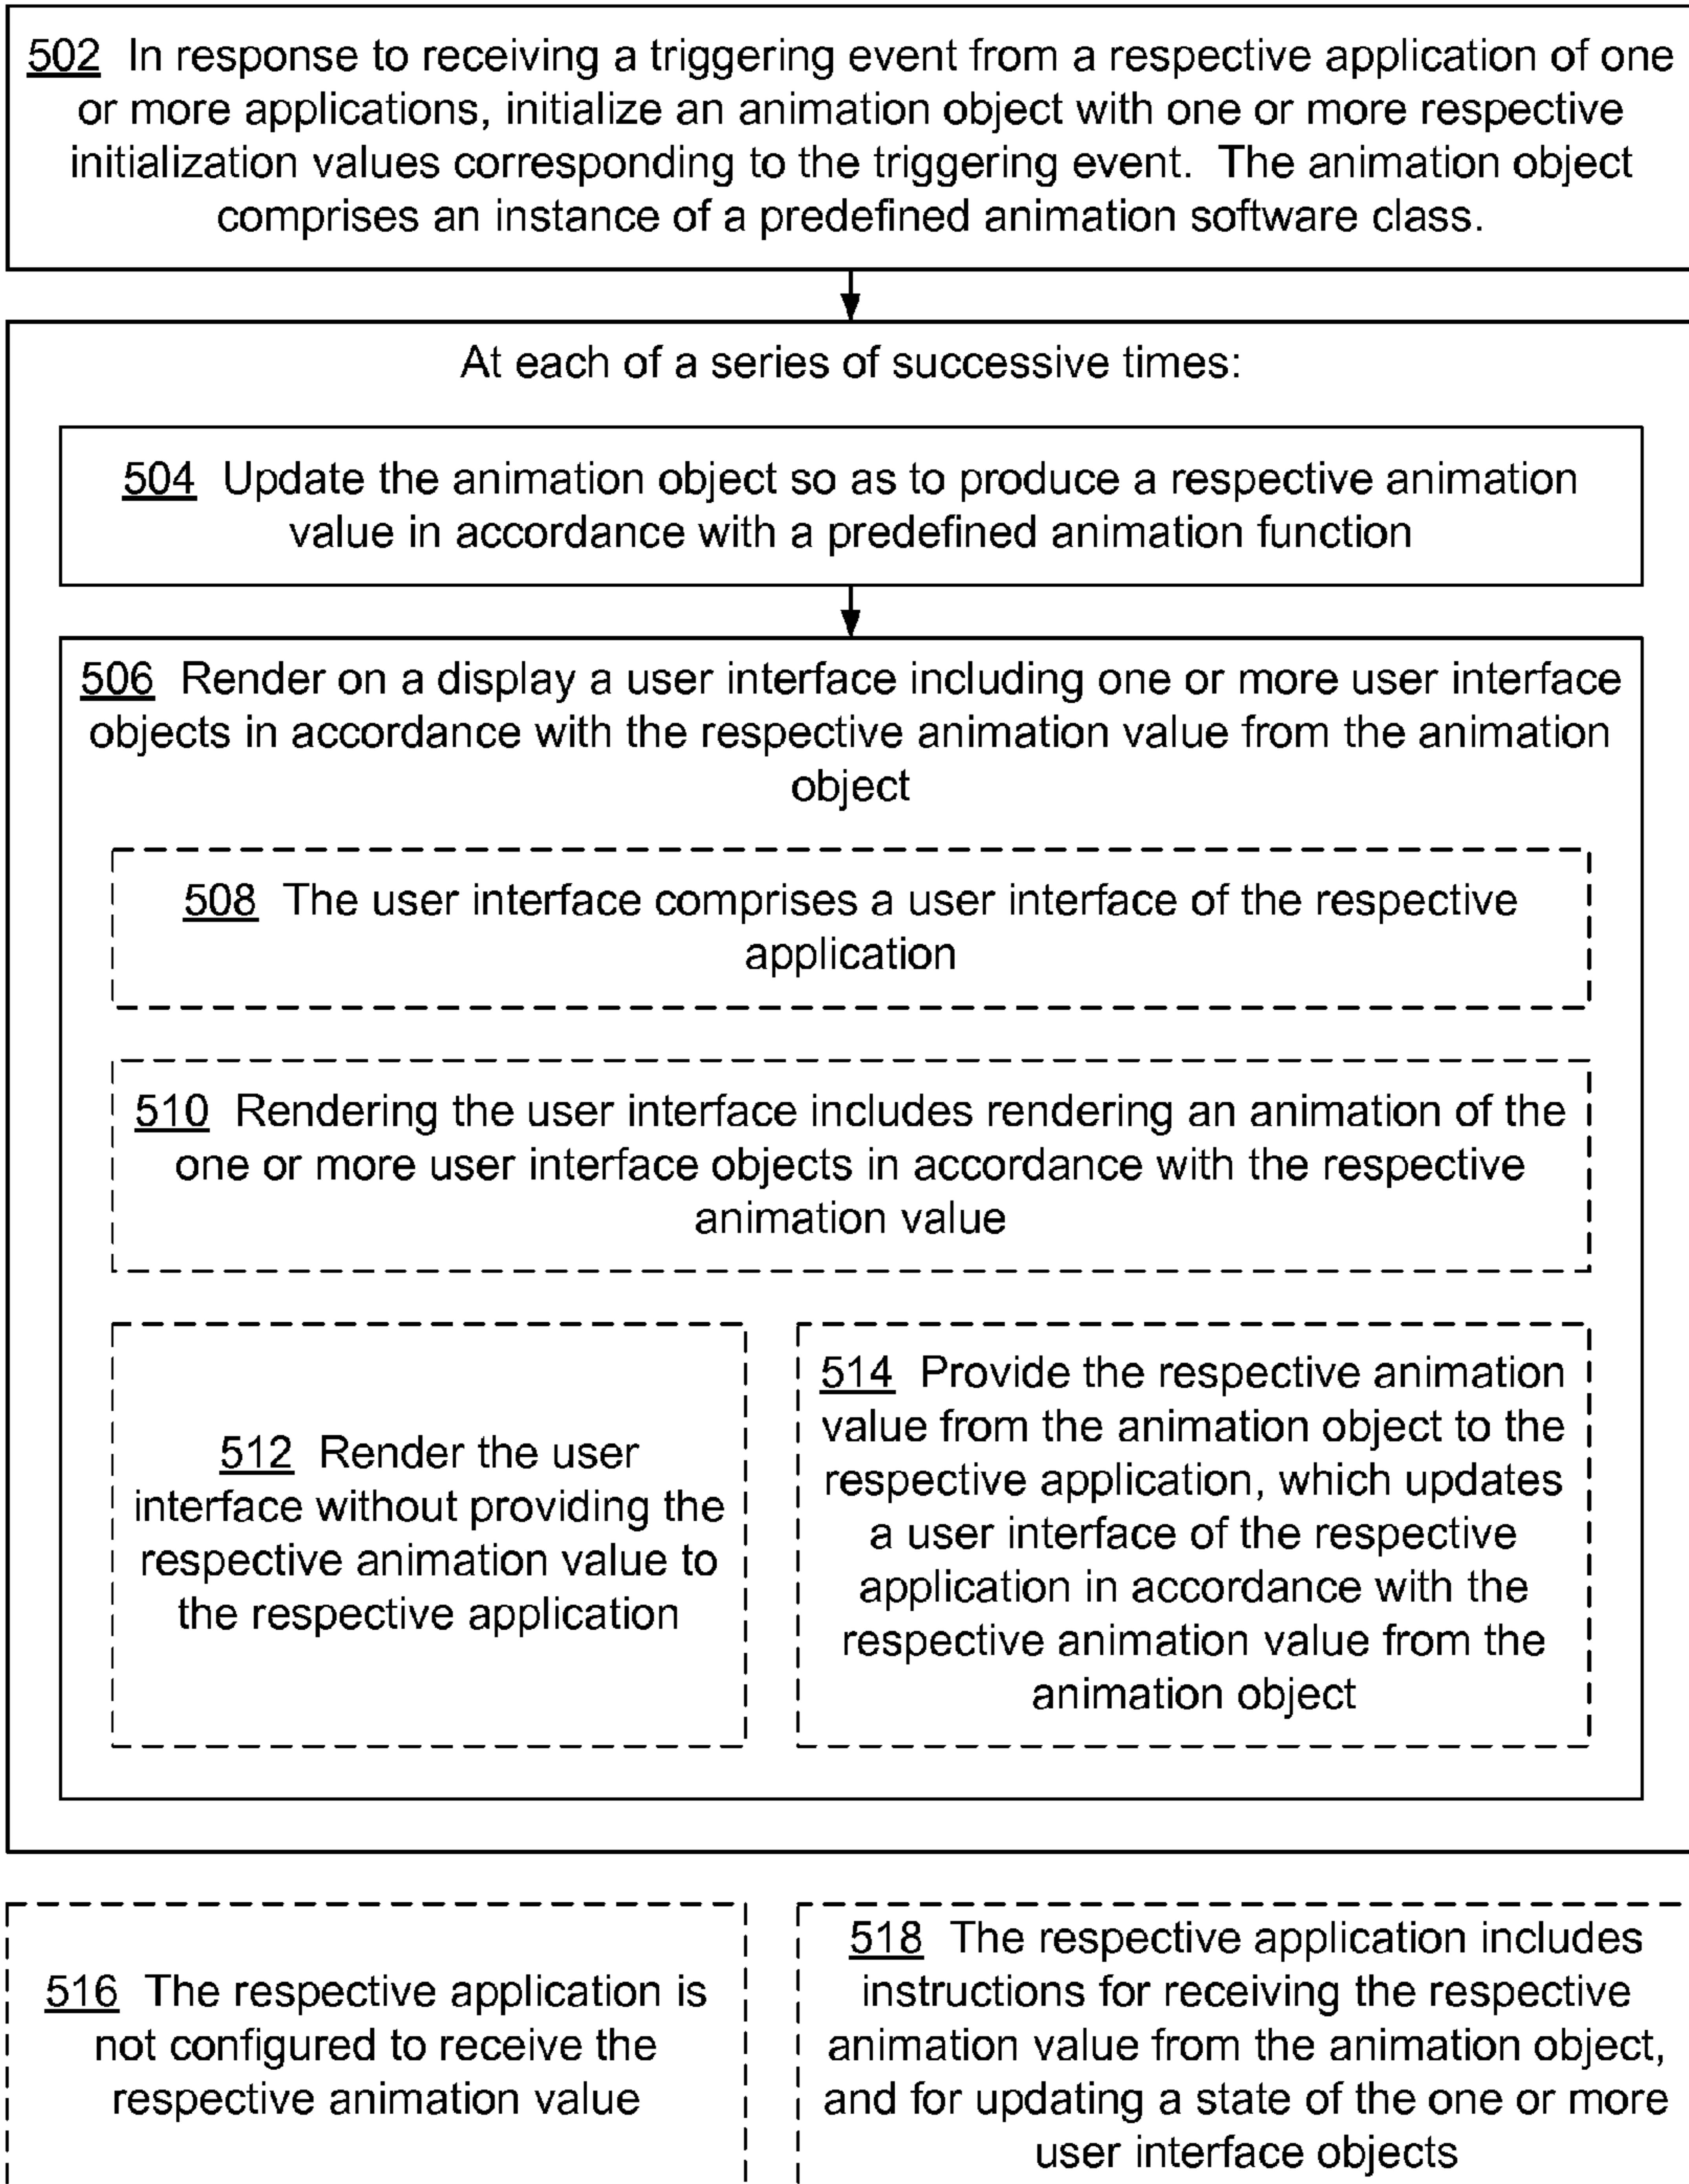 502 In response to receiving a triggering event from a respective application of one
or more applications, initialize an animation object with one or more respective
initialization values corresponding to the triggering event. The animation object
comprises an instance of a predefined animation software class.
At each of a series of successive times:
504 Update the animation object so as to produce a respective animation
value in accordance with a predefined animation function
506 Render on a display a user interface including one or more user interface
objects in accordance with the respective animation value from the animation
object
508 The user interface comprises a user interface of the respective
application
510 Rendering the user interface includes rendering an animation of the
one or more user interface objects in accordance with the respective
animation value
512 Render the user
interface without providing the
respective animation value to
the respective application
514 Provide the respective animation
value from the animation object to the
respective application, which updates
a user interface of the respective
application in accordance with the
respective animation value from the
animation object
516 The respective application is
not configured to receive the
respective animation value
518 The respective application includes
instructions for receiving the respective
animation value from the animation object,
and for updating a state of the one or more
user interface objects